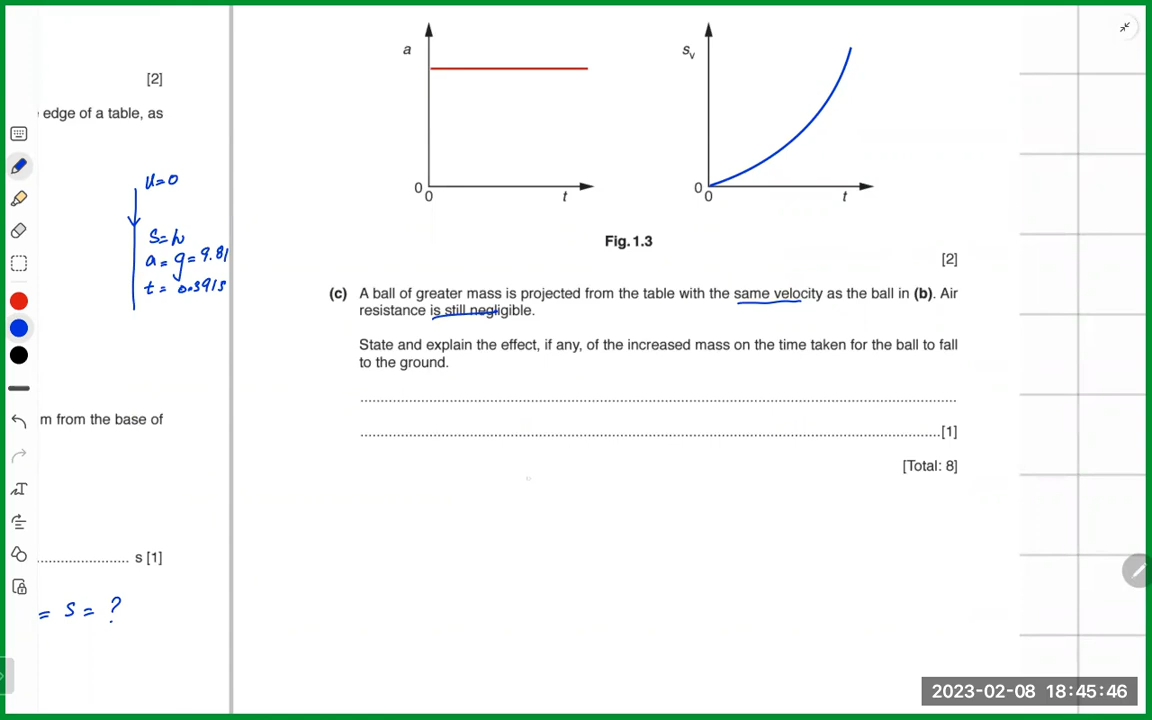 [2]
edge of a table, as
u=0
s=h
a = g = 9.81
t = 0.391s
m from the base of
s [1]
= s = ?
a
0
0
t
sv
0
0
t
Fig. 1.3
[2]
(c) A ball of greater mass is projected from the table with the same velocity as the ball in (b). Air
resistance is still negligible.
State and explain the effect, if any, of the increased mass on the time taken for the ball to fall
to the ground.
[1]
[Total: 8]
2023-02-08 18:45:46